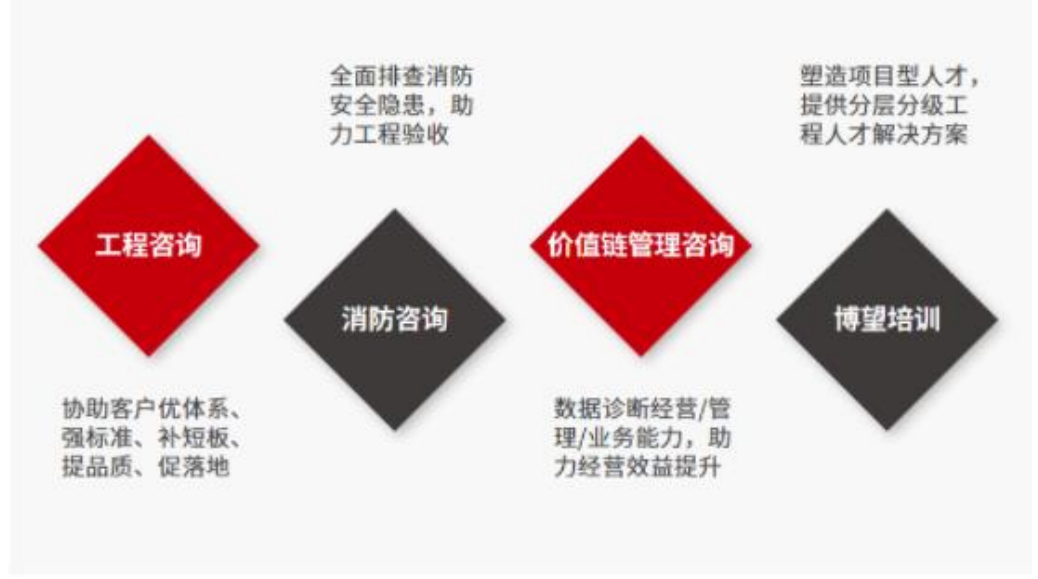 工程咨询
协助客户优体系、
强标准、补短板、
提品质、促落地
全面排查消防
安全隐患，助
力工程验收
消防咨询
价值链管理咨询
数据诊断经营/管
理/业务能力，助
力经营效益提升
塑造项目型人才，
提供分层分级工
程人才解决方案
博望培训